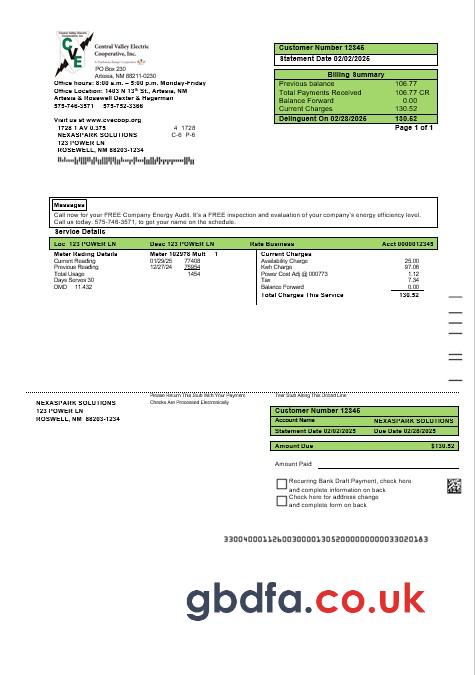 Central Valley Electric
Cooperative, Inc.
CVE
Central Valley Electric
Cooperative, Inc.
PO Box 230
Artesia, NM 88211-0230
Office hours: 8:00 a.m. – 5:00 p.m. Monday-Friday
Office Location: 1403 N 13th St., Artesia, NM
Artesia & Roswell Dexter & Hagerman
575-746-3571 575-752-3366
Visit us at www.cvecoop.org
1728 1 AV 0.375 4 1728
NEXASPARK SOLUTIONS C-6 P-6
123 POWER LN
ROSEWELL, NM 88203-1234
Customer Number 12345
Statement Date 02/02/2025
Billing Summary
Previous balance 106.77
Total Payments Received 106.77 CR
Balance Forward 0.00
Current Charges 130.52
Delinquent On 02/28/2025 130.52
Page 1 of 1
Messages
Call now for your FREE Company Energy Audit. It's a FREE inspection and evaluation of your company's energy efficiency level.
Call us today, 575-746-3571, to get your name on the schedule.
Service Details
Loc 123 POWER LN Desc 123 POWER LN Rate Business Acct 0000012345
Meter Reding Details Meter 102978 Mult 1
Current Reading 01/29/25 77408
Previous Reading 12/27/24 75954
Total Usage 1454
Days Serves 30
DMD 11.432
Current Charges
Availability Charge 25.00
Kwh Charge 97.06
Power Cost Adj @ 000773 1.12
Tax 7.34
Balance Forward 0.00
Total Charges This Service 130.52
Please Return This Stub With Your Payment Tear Stub Along This Dotted Line
Checks Are Processed Electronically
NEXASPARK SOLUTIONS
123 POWER LN
ROSWELL, NM 88203-1234
Customer Number 12345
Account Name NEXASPARK SOLUTIONS
Statement Date 02/02/2025 Due Date 02/28/2025
Amount Due $130.52
Amount Paid
Recurring Bank Draft Payment, check here
and complete information on back
Check here for address change
and complete form on back
gbdfa.co.uk